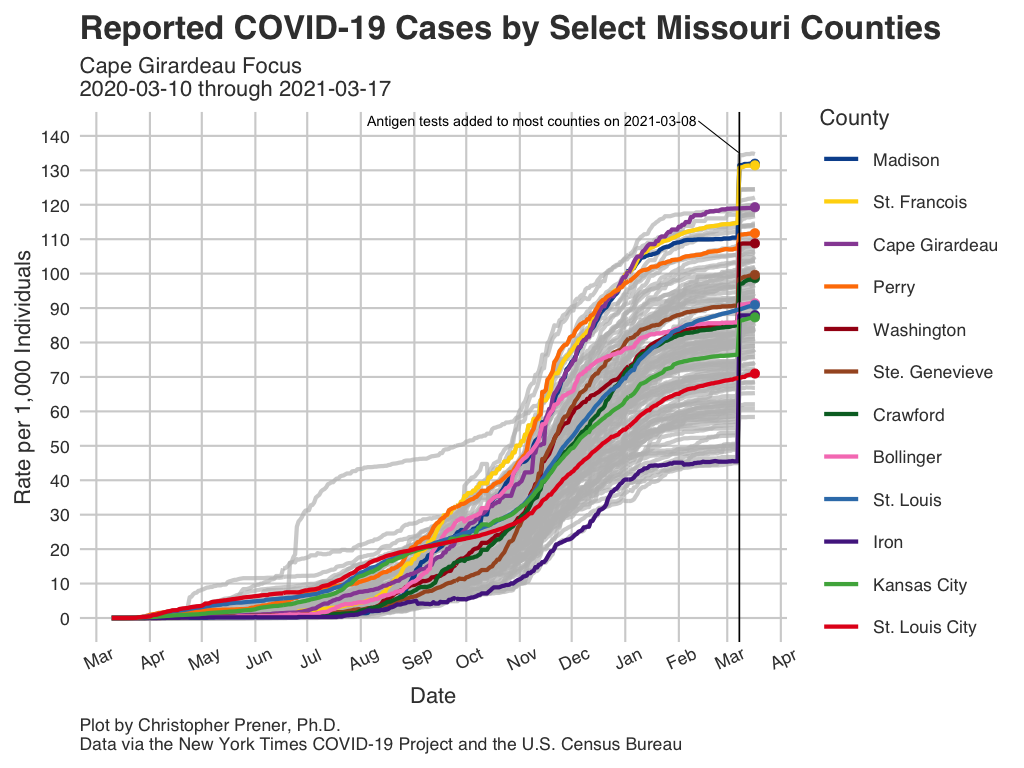 Reported COVID-19 Cases by Select Missouri Counties
Cape Girardeau Focus
2020-03-10 through 2021-03-17
Antigen tests added to most counties on 2021-03-08
Rate per 1,000 Individuals
140
130
120
110
100
90
80
70
60
50
40
30
20
10
0
Mar Apr May Jun Jul Aug Sep Oct Nov Dec Jan Feb Mar Apr
Date
County
Madison
St. Francois
Cape Girardeau
Perry
Washington
Ste. Genevieve
Crawford
Bollinger
St. Louis
Iron
Kansas City
St. Louis City
Plot by Christopher Prener, Ph.D.
Data via the New York Times COVID-19 Project and the U.S. Census Bureau